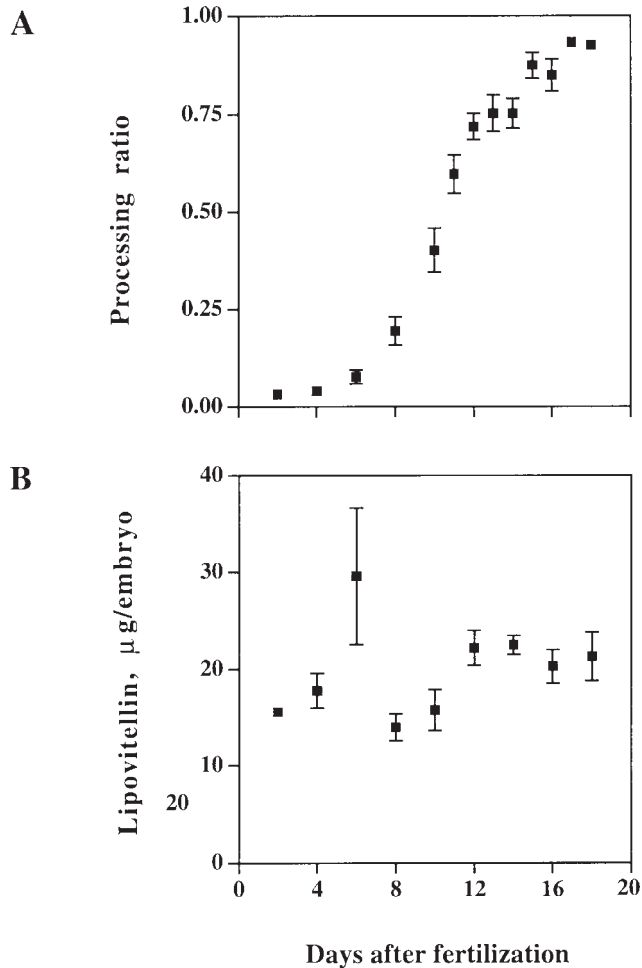 A
1.00
0.75
0.50
0.25
0.00
Processing ratio
B
40
30
20
10
20
0
Lipovitellin, μg/embryo
0 4 8 12 16 20
Days after fertilization